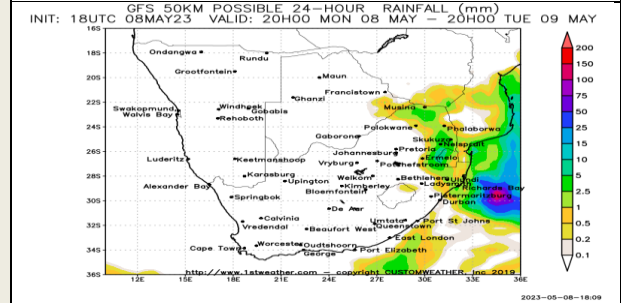 GFS 50KM POSSIBLE 24-HOUR RAINFALL (mm)
INIT: 18UTC 08MAY23 VALID: 20H00 MON 08 MAY - 20H00 TUE 09 MAY
16S
200
Ondangwa
Rundu
150
18S
Grootfontein
Maun
100
20S
Francistown
75
22S
Ghanzi
Musina
Swakopmund
Windhoek
Gobabis
50
Walvis Bay
Rehoboth
Polokwane
Phalaborwa
24S
25
Gaborone
Skukuza
Pretoria
Nelspruit
15
26S
Johannesburg
Ermelo
Luderitz
Keetmanshoop
Vryburg
Potchefstroom
10
28S
Karasburg
Upington
Welkom
Bethlehem
Ulundi
5
Alexander Bay
Kimberley
Ladysmith
Richards Bay
Bloemfontein
2.5
30S
Springbok
Pietermaritzburg
Durban
De Aar
1
Calvinia
Umtata
Port St Johns
32S
Vredendal
Beaufort West
Queenstown
0.5
East London
0.2
34S
Cape Town
Worcester
Oudtshoorn
Port Elizabeth
George
0.1
http://www.1stweather.com - copyright CUSTOMWEATHER, Inc 2019
36S
12E 15E 18E 21E 24E 27E 30E 33E 36E
2023-05-08-18:09